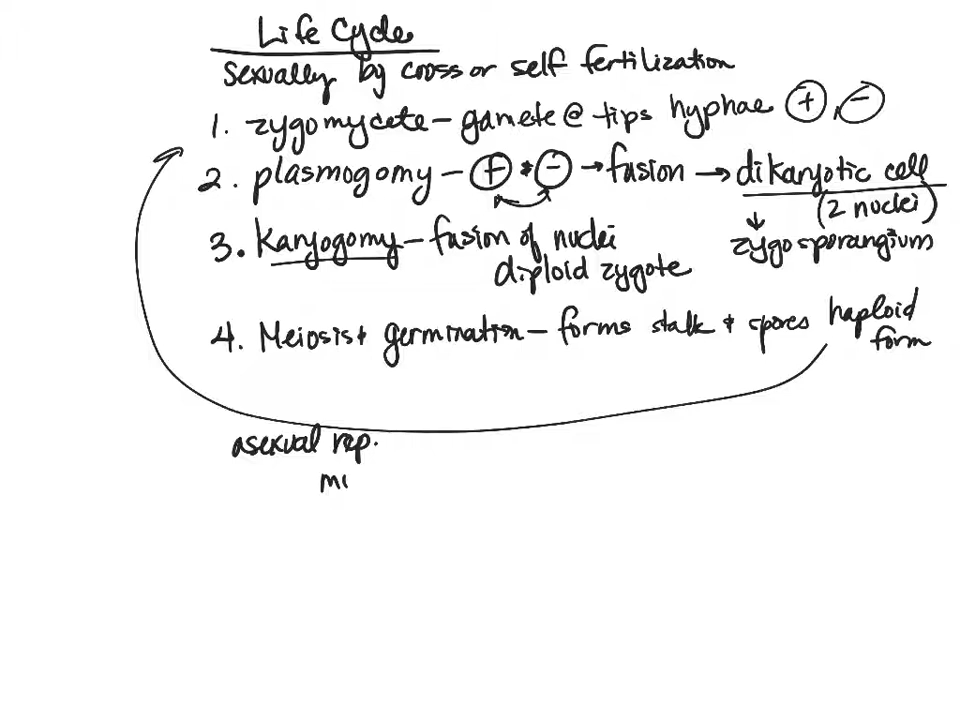 Life Cycle
sexually by cross or self fertilization
1. zygomycete - gamete @ tips hyphae + , -
2. plasmogomy - + • - → fusion → dikaryotic cell
(2 nuclei)
↓
zygosporangium
3. Karyogomy - fusion of nuclei
diploid zygote
4. Meiosis + germination - forms stalk + spores haploid
form
asexual rep.
mi